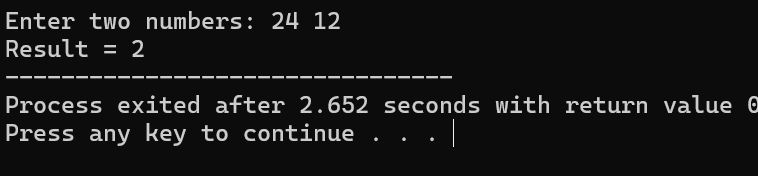 Enter two numbers: 24 12
Result = 2
--------------------------------
Process exited after 2.652 seconds with return value 0
Press any key to continue . . .